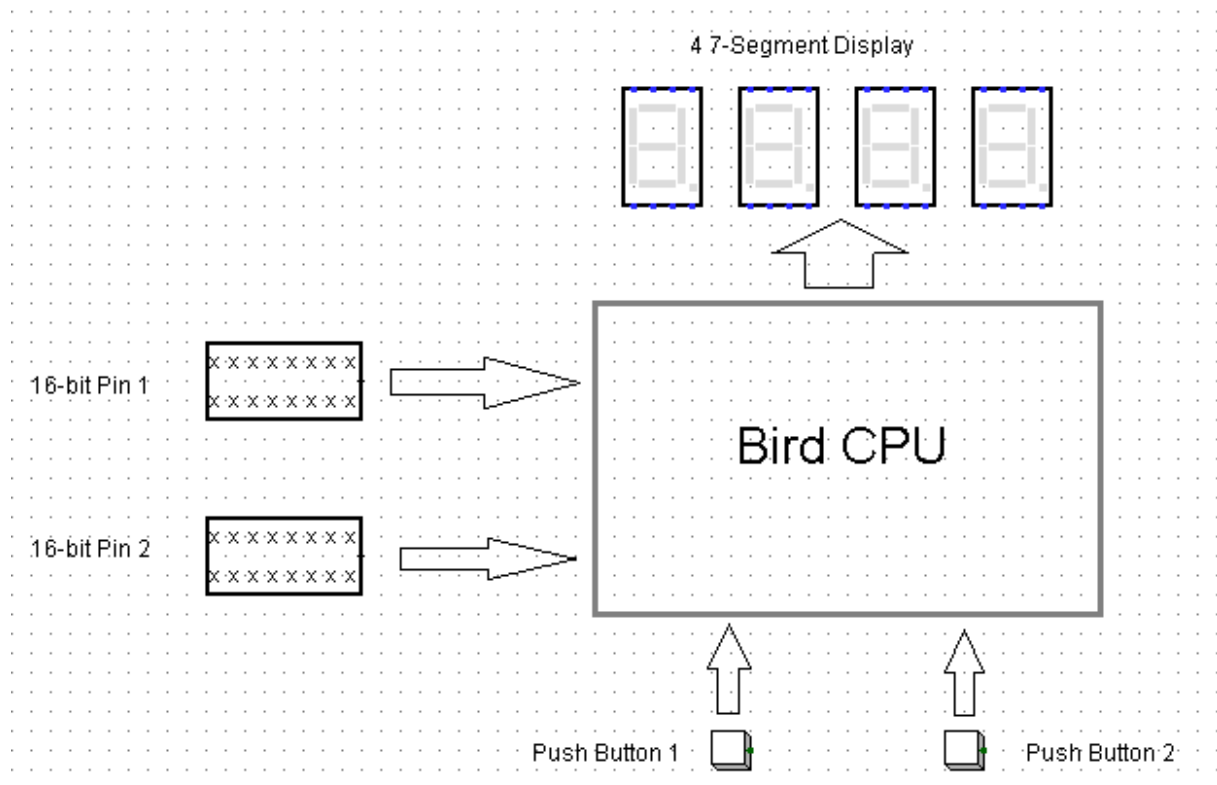 4 7-Segment Display
16-bit Pin 1
x x x x x x x x
x x x x x x x x
Bird CPU
16-bit Pin 2
x x x x x x x x
x x x x x x x x
Push Button 1
Push Button 2